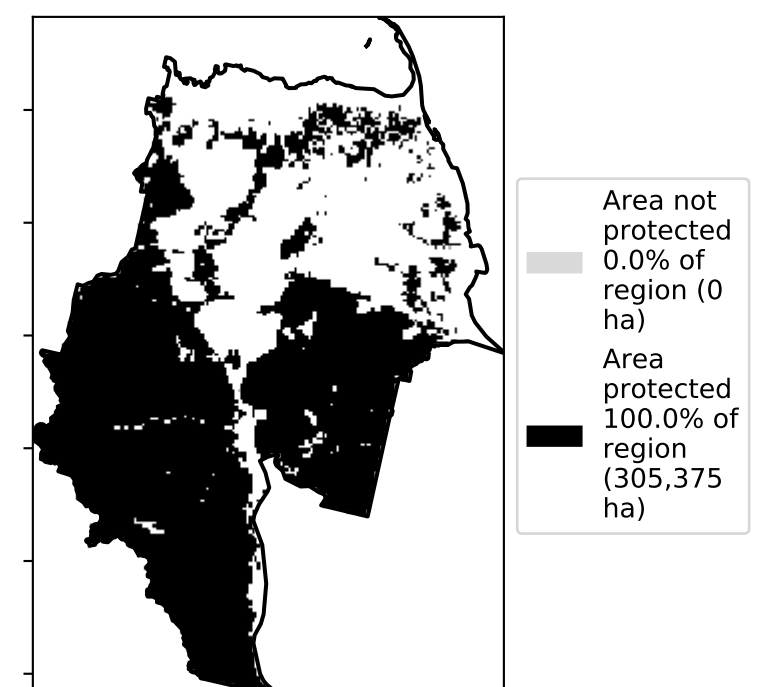 Area not
protected
0.0% of
region (0
ha)
Area
protected
100.0% of
region
(305,375
ha)